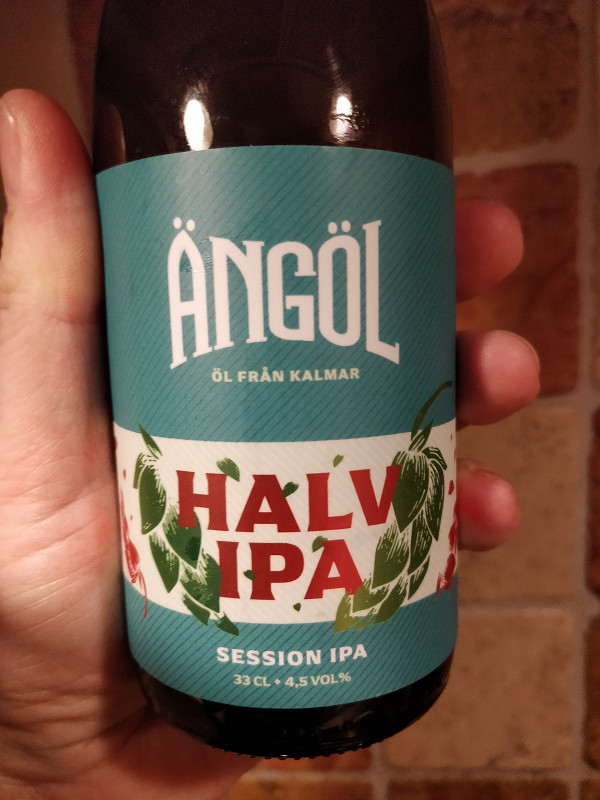 ÄNGÖL
ÖL FRÅN KALMAR
HALV
IPA
SESSION IPA
33 CL • 4,5 VOL%